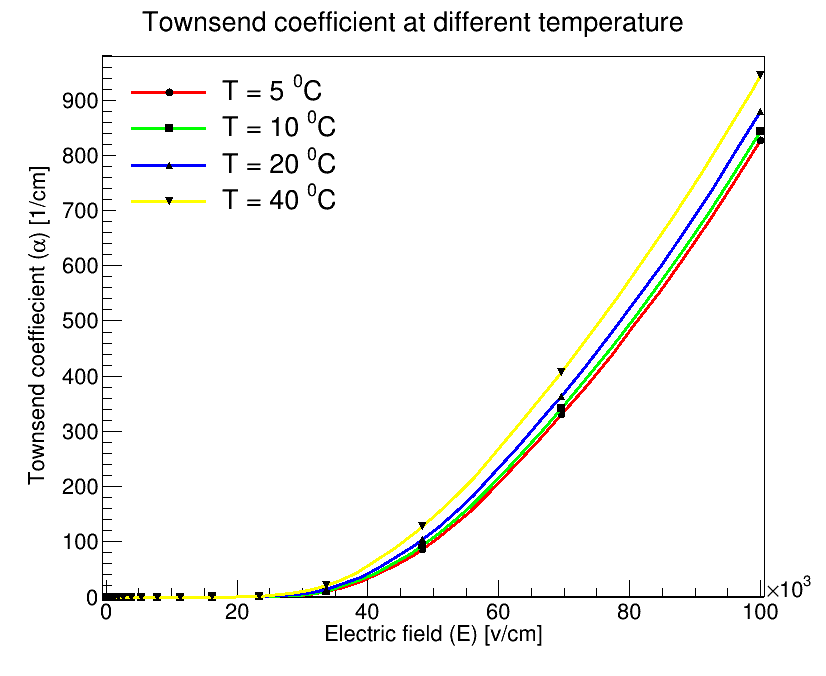 Townsend coefficient at different temperature
T = 5 ⁰C
T = 10 ⁰C
T = 20 ⁰C
T = 40 ⁰C
Townsend coeffiecient (α) [1/cm]
900
800
700
600
500
400
300
200
100
0
0 20 40 60 80 100 ×10³
Electric field (E) [v/cm]